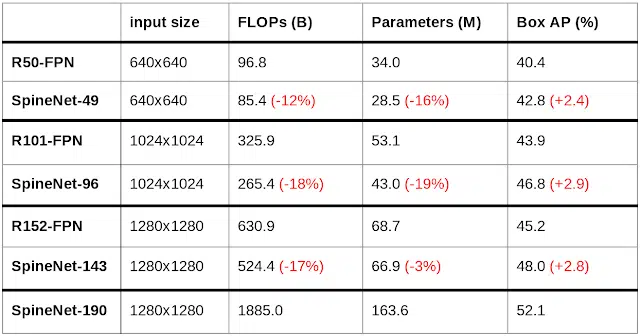 input size FLOPs (B) Parameters (M) Box AP (%)
R50-FPN 640x640 96.8 34.0 40.4
SpineNet-49 640x640 85.4 (-12%) 28.5 (-16%) 42.8 (+2.4)
R101-FPN 1024x1024 325.9 53.1 43.9
SpineNet-96 1024x1024 265.4 (-18%) 43.0 (-19%) 46.8 (+2.9)
R152-FPN 1280x1280 630.9 68.7 45.2
SpineNet-143 1280x1280 524.4 (-17%) 66.9 (-3%) 48.0 (+2.8)
SpineNet-190 1280x1280 1885.0 163.6 52.1